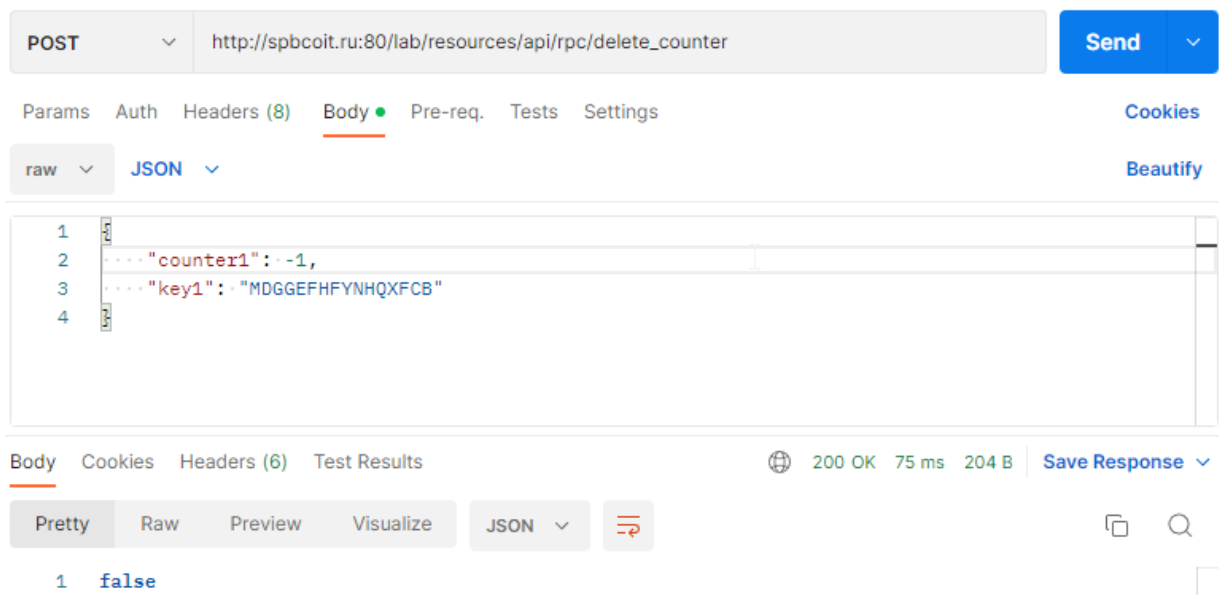 POST http://spbcoit.ru:80/lab/resources/api/rpc/delete_counter Send
Params Auth Headers (8) Body Pre-req. Tests Settings Cookies
raw JSON Beautify
1 {
2 "counter1": -1,
3 "key1": "MDGGEFHFYNHQXFCB"
4 }
Body Cookies Headers (6) Test Results 200 OK 75 ms 204 B Save Response
Pretty Raw Preview Visualize JSON
1 false